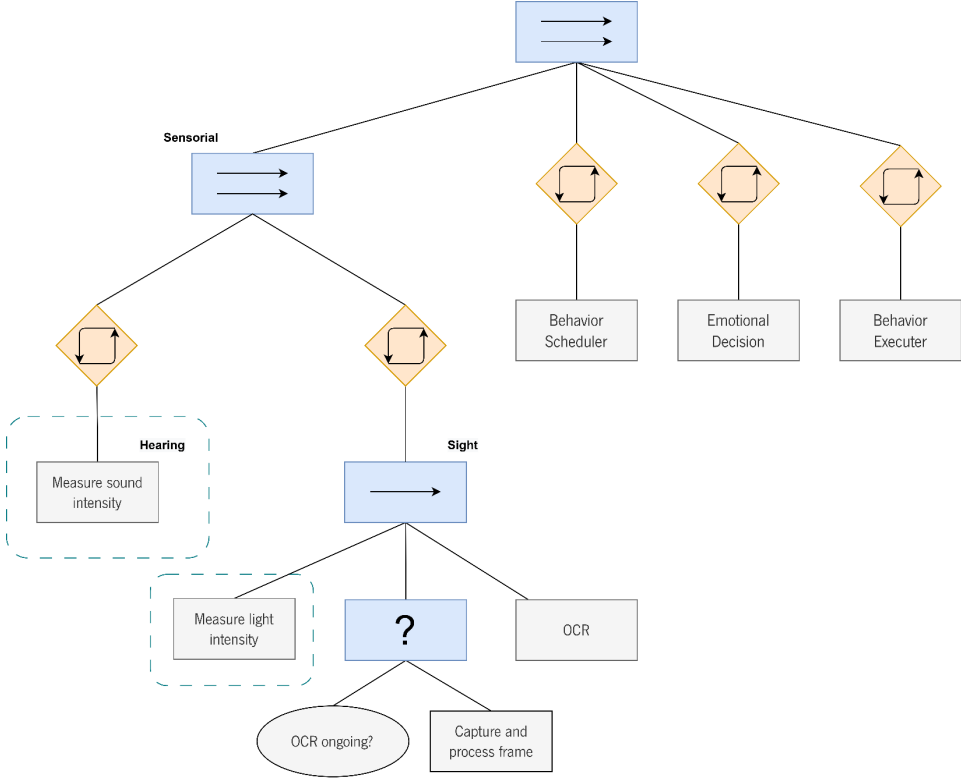 Sensorial
Behavior
Scheduler
Emotional
Decision
Behavior
Executer
Hearing
Sight
Measure sound
intensity
Measure light
intensity
?
OCR
OCR ongoing?
Capture and
process frame